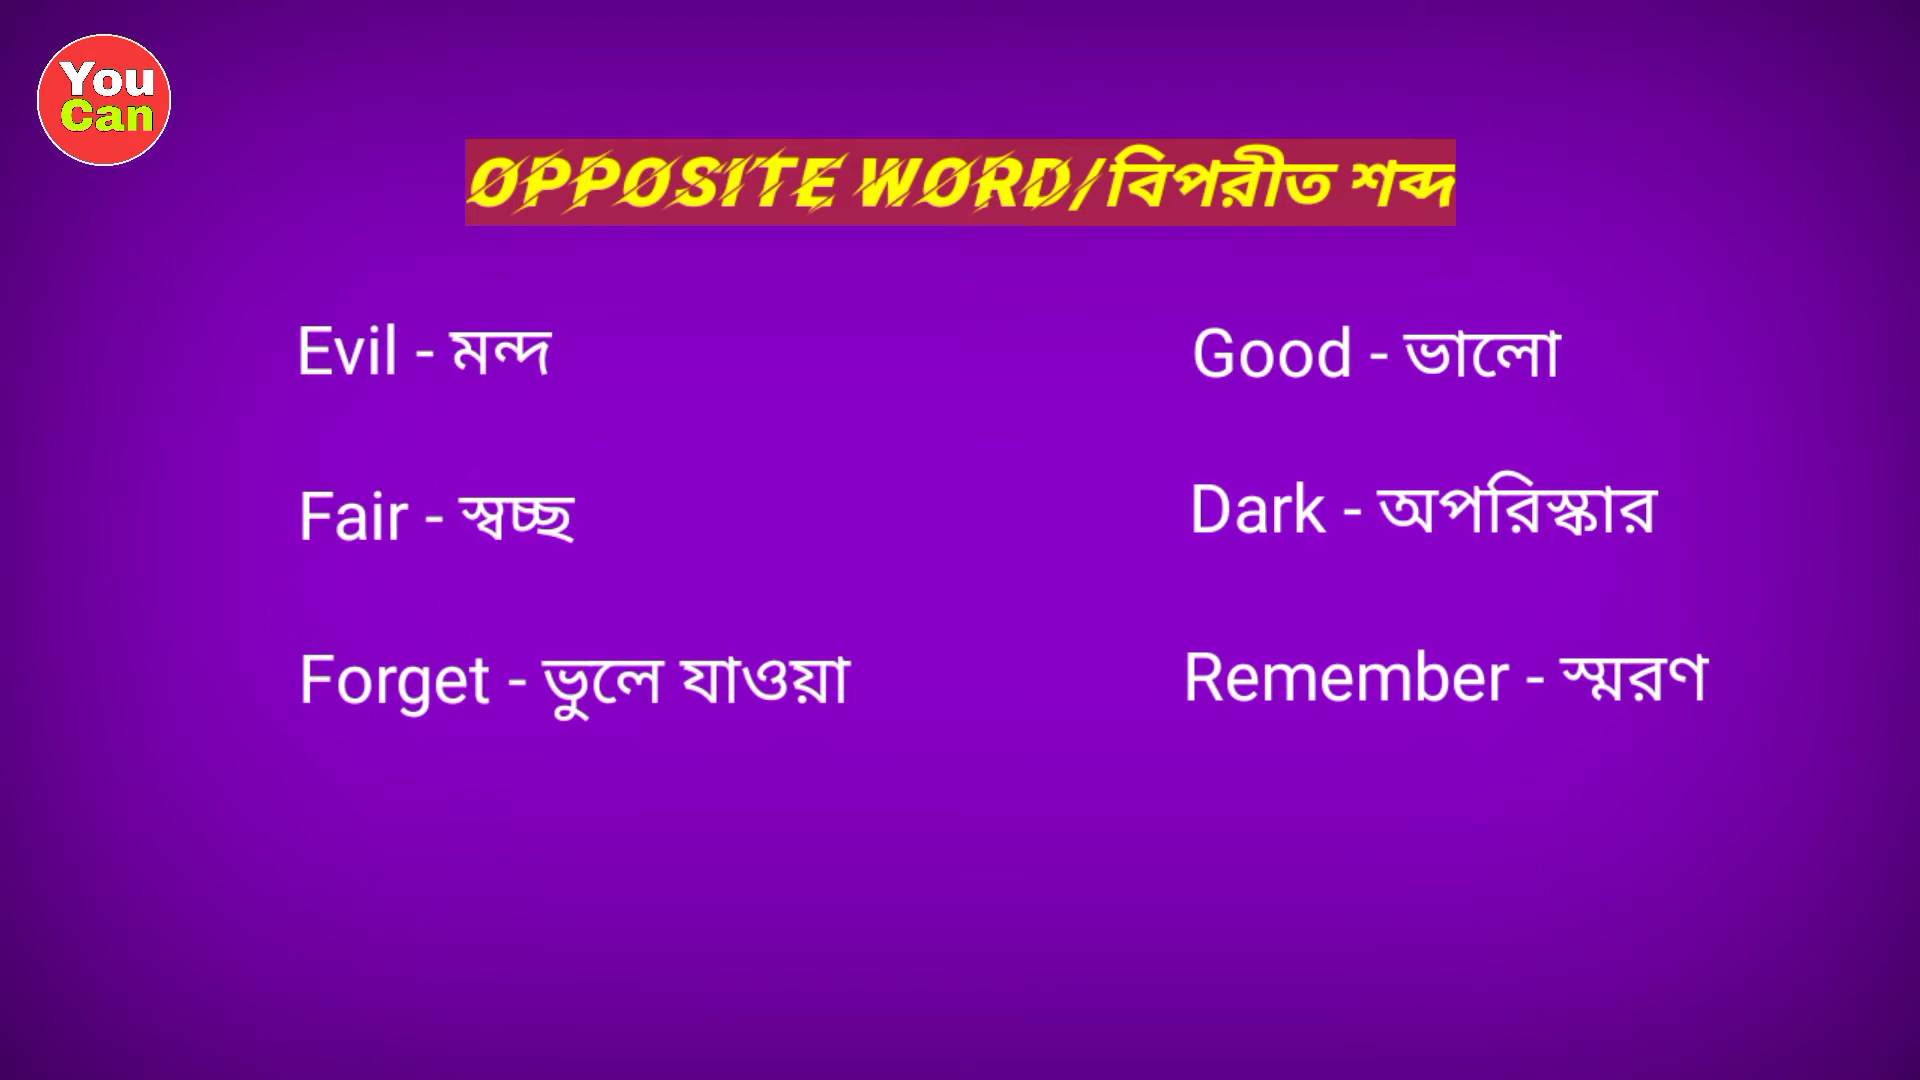 You
Can
OPPOSITE WORD/বিপরীত শব্দ
Evil - মন্দ
Good - ভালো
Fair - স্বচ্ছ
Dark - অপরিস্কার
Forget - ভুলে যাওয়া
Remember - স্মরণ